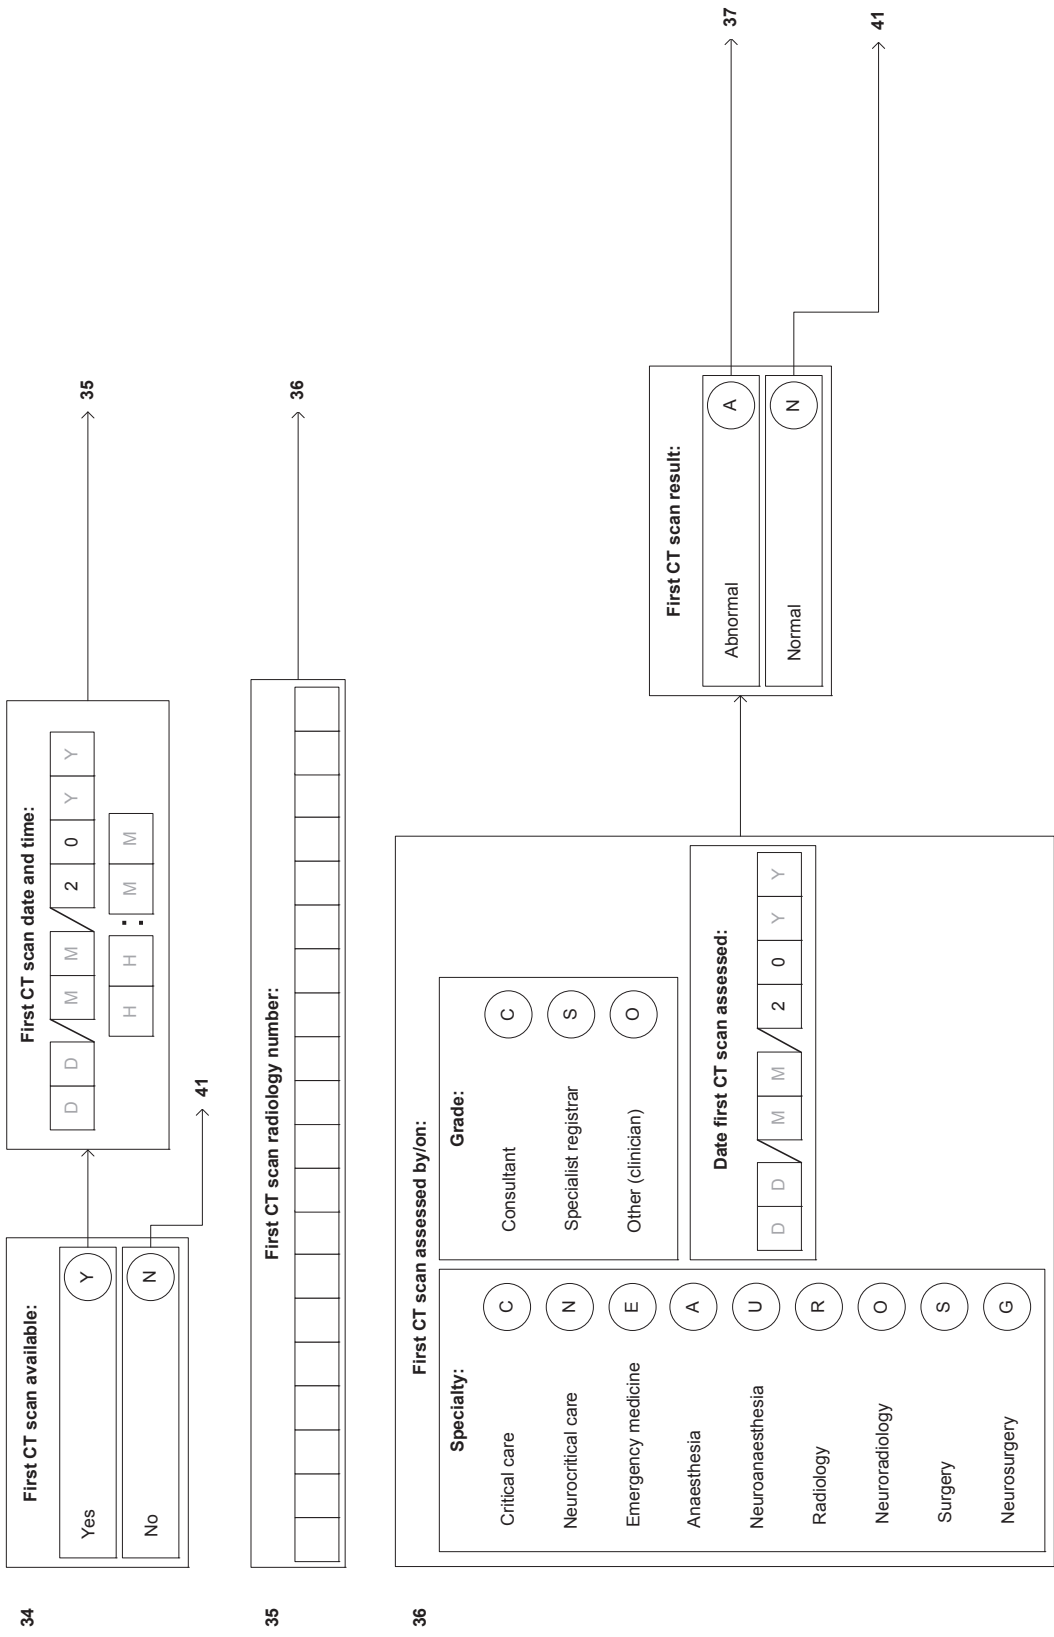 34
First CT scan available:
Yes Y
No N
41
First CT scan date and time:
D D / M M / 2 0 Y Y
H H : M M
35
35
First CT scan radiology number:
36
36
First CT scan assessed by/on:
Specialty:
Critical care C
Neurocritical care N
Emergency medicine E
Anaesthesia A
Neuroanaesthesia U
Radiology R
Neuroradiology O
Surgery S
Neurosurgery G
Grade:
Consultant C
Specialist registrar S
Other (clinician) O
Date first CT scan assessed:
D D / M M / 2 0 Y Y
First CT scan result:
Abnormal A
Normal N
37
41